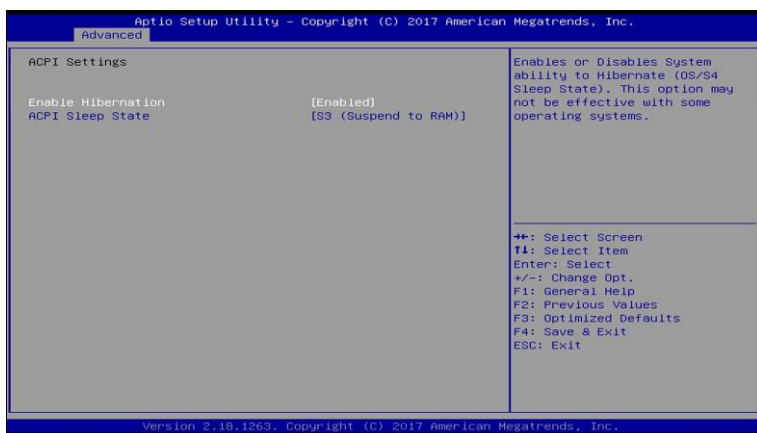 Aptio Setup Utility – Copyright (C) 2017 American Megatrends, Inc.
Advanced
ACPI Settings
Enable Hibernation [Enabled]
ACPI Sleep State [S3 (Suspend to RAM)]
Enables or Disables System
ability to Hibernate (OS/S4
Sleep State). This option may
not be effective with some
operating systems.
→←: Select Screen
↑↓: Select Item
Enter: Select
+/-: Change Opt.
F1: General Help
F2: Previous Values
F3: Optimized Defaults
F4: Save & Exit
ESC: Exit
Version 2.18.1263. Copyright (C) 2017 American Megatrends, Inc.